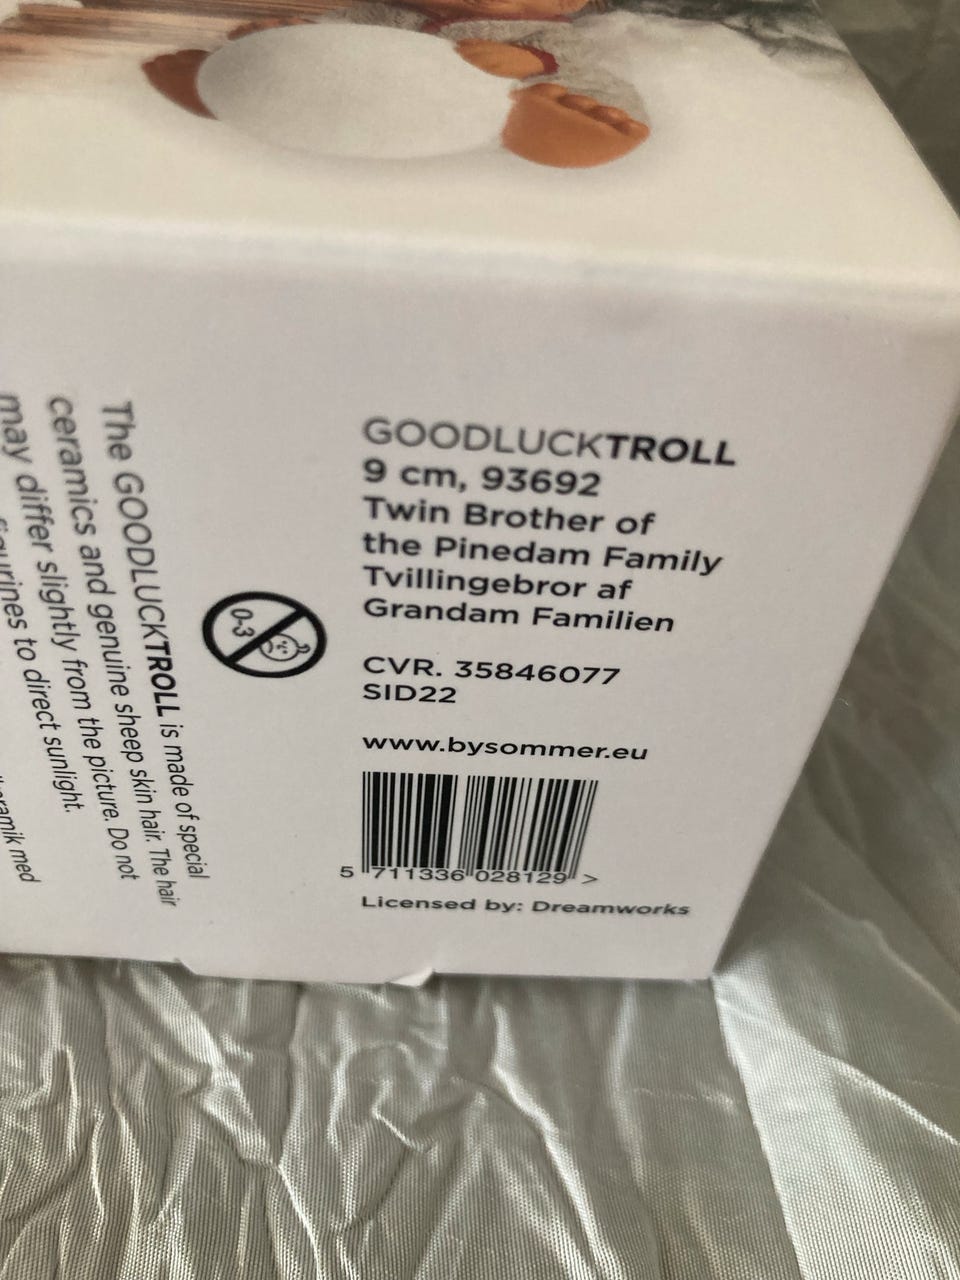 GOODLUCKTROLL
9 cm, 93692
Twin Brother of
the Pinedam Family
Tvillingebror af
Grandam Familien
CVR. 35846077
SID22
www.bysommer.eu
5 711336 028129 >
Licensed by: Dreamworks
0-3
The GOODLUCKTROLL is made of special
ceramics and genuine sheep skin hair. The hair
may differ slightly from the picture. Do not
figurines to direct sunlight.
med